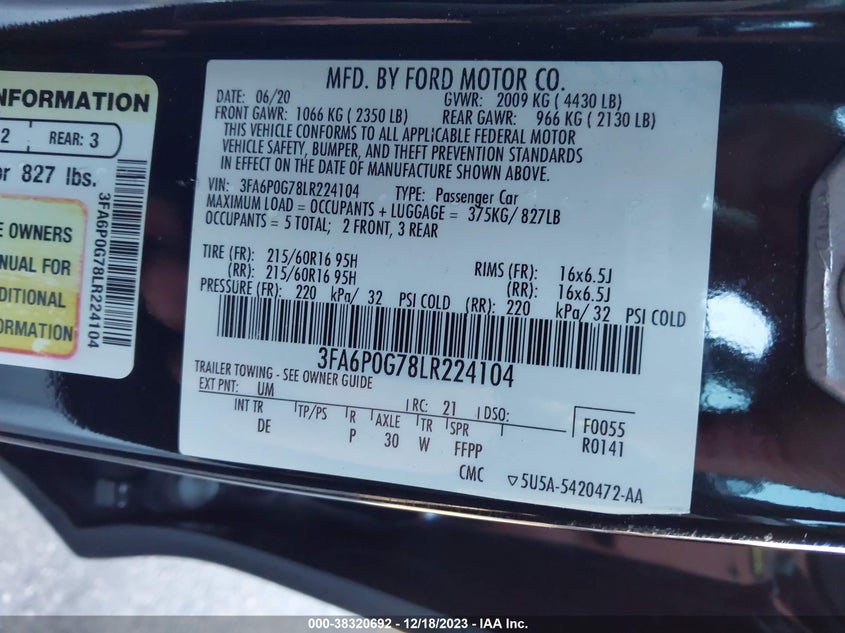 NFORMATION
2 REAR: 3
or 827 lbs.
E OWNERS
NUAL FOR
DITIONAL
FORMATION
3FA6P0G78LR224104
MFD. BY FORD MOTOR CO.
DATE: 06/20 GVWR: 2009 KG ( 4430 LB)
FRONT GAWR: 1066 KG ( 2350 LB) REAR GAWR: 966 KG ( 2130 LB)
THIS VEHICLE CONFORMS TO ALL APPLICABLE FEDERAL MOTOR
VEHICLE SAFETY, BUMPER, AND THEFT PREVENTION STANDARDS
IN EFFECT ON THE DATE OF MANUFACTURE SHOWN ABOVE.
VIN: 3FA6P0G78LR224104 TYPE: Passenger Car
MAXIMUM LOAD = OCCUPANTS + LUGGAGE = 375KG/ 827LB
OCCUPANTS = 5 TOTAL; 2 FRONT, 3 REAR
TIRE (FR): 215/60R16 95H RIMS (FR): 16x6.5J
(RR): 215/60R16 95H (RR): 16x6.5J
PRESSURE (FR): 220 kPa/ 32 PSI COLD (RR): 220 kPa/ 32 PSI COLD
3FA6P0G78LR224104
TRAILER TOWING - SEE OWNER GUIDE
EXT PNT: UM RC: 21 DSO:
INT TR TP/PS R AXLE TR SPR
DE P 30 W FFPP
F0055
R0141
CMC ▽5U5A-5420472-AA
000-38320692 - 12/18/2023 - IAA Inc.